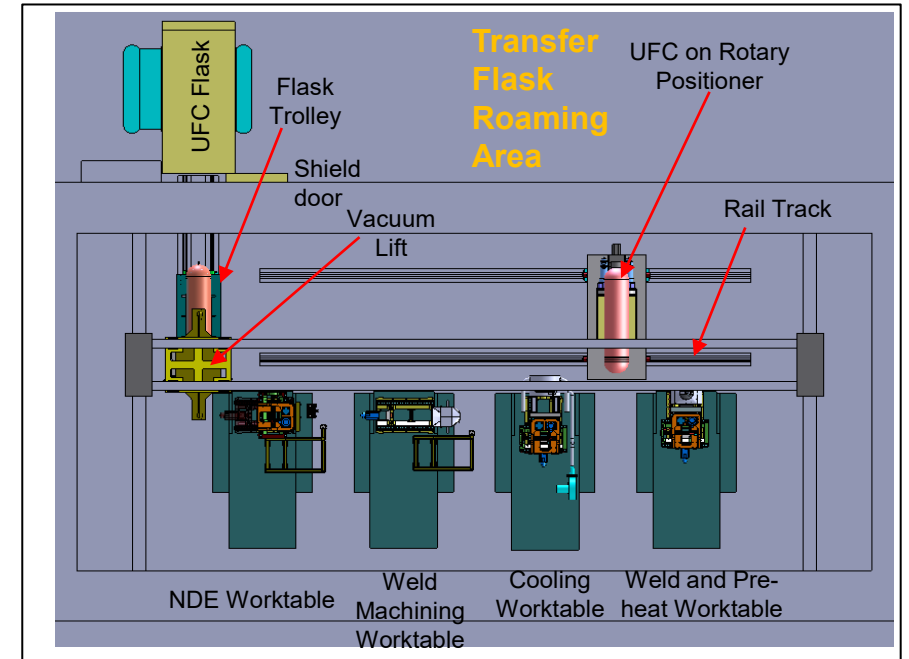 Transfer
Flask
Roaming
Area
UFC on Rotary
Positioner
UFC Flask
Flask
Trolley
Shield
door
Vacuum
Lift
Rail Track
NDE Worktable
Weld
Machining
Worktable
Cooling
Worktable
Weld and Pre-
heat Worktable